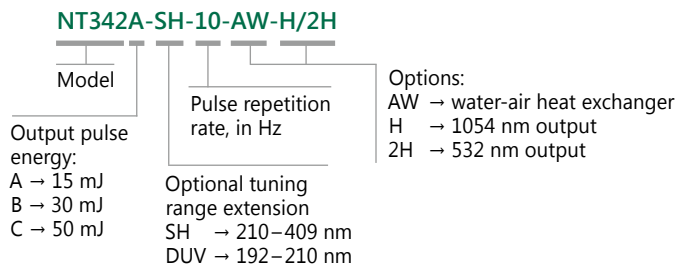 NT342A-SH-10-AW-H/2H
Model
Output pulse
energy:
A → 15 mJ
B → 30 mJ
C → 50 mJ
Optional tuning
range extension
SH → 210–409 nm
DUV → 192–210 nm
Pulse repetition
rate, in Hz
Options:
AW → water-air heat exchanger
H → 1054 nm output
2H → 532 nm output